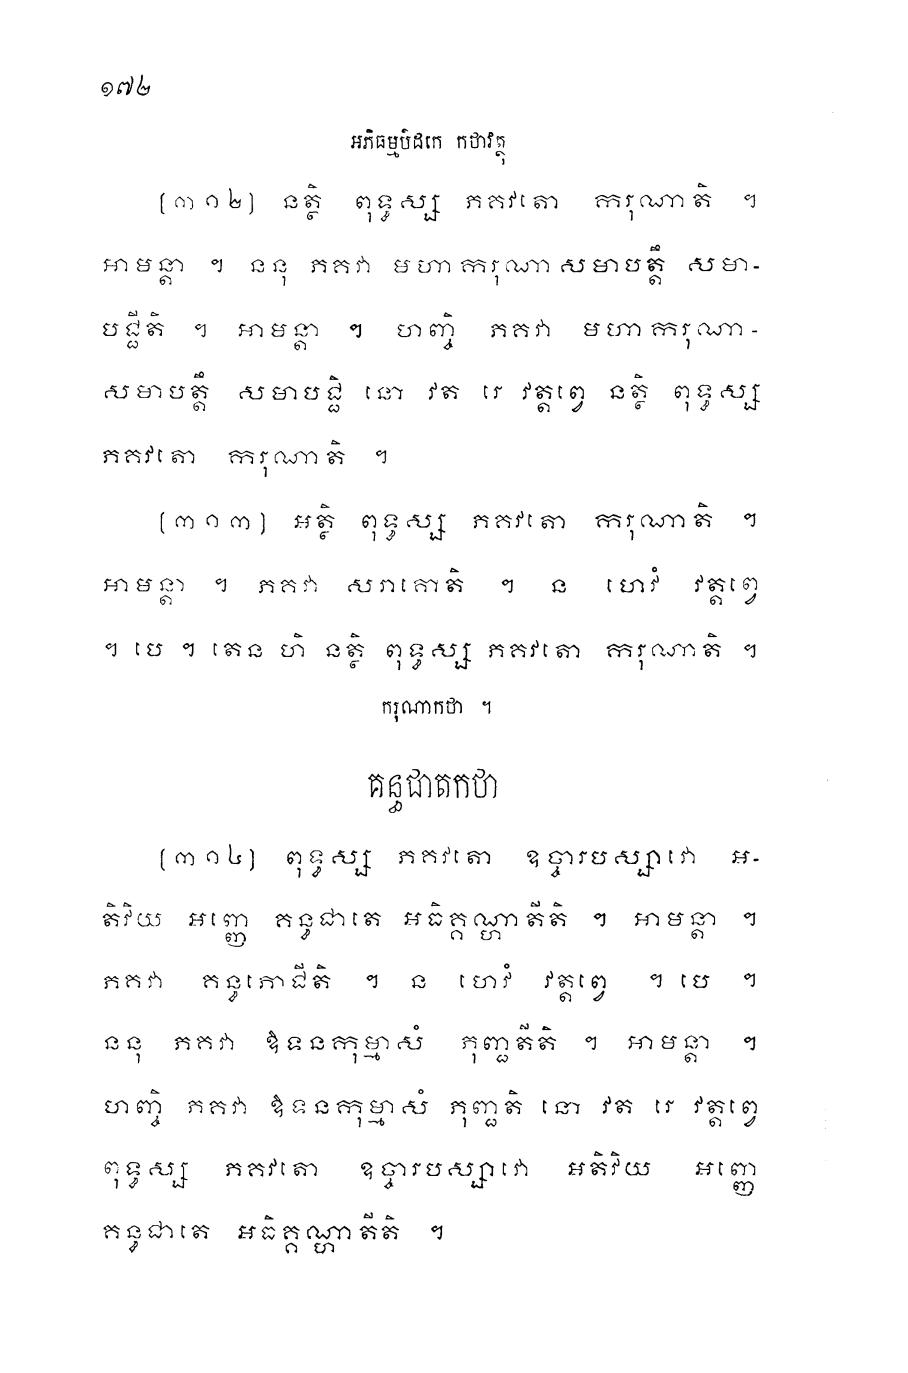 ១៧២
អភិធម្មបិដកេ កថាវត្ថុ
(៣១២) នត្ថិ ពុទ្ធស្ស ភគវតោ ករុណាតិ ។
អាមន្តា ។ ននុ ភគវា មហាករុណាសមាបត្តឹ សមា-
បជ្ជីតិ ។ អាមន្តា ។ ហញ្ចិ ភគវា មហាករុណា-
សមាបត្តឹ សមាបជ្ជិ នោ វត រេ វត្តព្វេ នត្ថិ ពុទ្ធស្ស
ភគវតោ ករុណាតិ ។
(៣១៣) អត្ថិ ពុទ្ធស្ស ភគវតោ ករុណាតិ ។
អាមន្តា ។ ភគវា សរាគោតិ ។ ន ហេវំ វត្តព្វេ
។ បេ ។ តេន ហិ នត្ថិ ពុទ្ធស្ស ភគវតោ ករុណាតិ ។
ករុណាកថា ។
គន្ធជាតកថា
(៣១៤) ពុទ្ធស្ស ភគវតោ ឧច្ចារបស្សាវោ អ-
តិវិយ អញ្ញេ គន្ធជាតេ អធិគ្គណ្ហាតីតិ ។ អាមន្តា ។
ភគវា គន្ធភោជីតិ ។ ន ហេវំ វត្តព្វេ ។ បេ ។
ននុ ភគវា ឱទនកុម្មាសំ ភុញ្ជតីតិ ។ អាមន្តា ។
ហញ្ចិ ភគវា ឱទនកុម្មាសំ ភុញ្ជតិ នោ វត រេ វត្តព្វេ
ពុទ្ធស្ស ភគវតោ ឧច្ចារបស្សាវោ អតិវិយ អញ្ញេ
គន្ធជាតេ អធិគ្គណ្ហាតីតិ ។